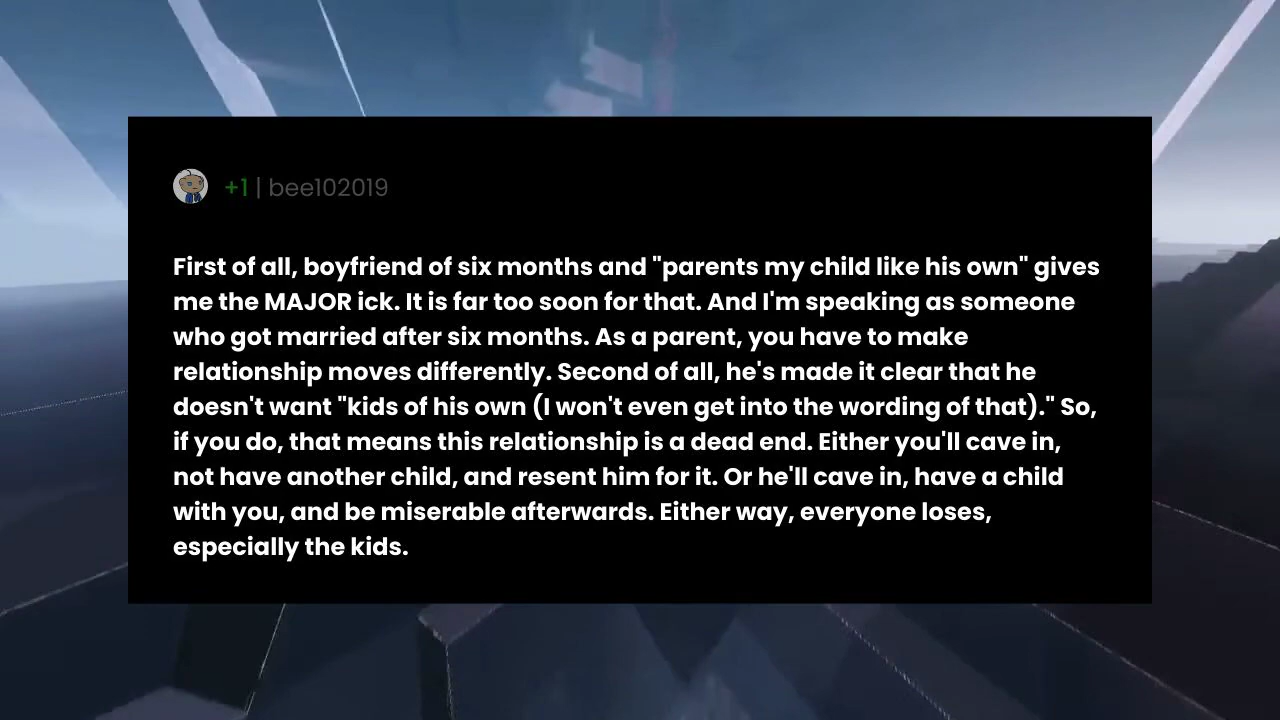 +1 | bee102019
First of all, boyfriend of six months and "parents my child like his own" gives
me the MAJOR ick. It is far too soon for that. And I'm speaking as someone
who got married after six months. As a parent, you have to make
relationship moves differently. Second of all, he's made it clear that he
doesn't want "kids of his own (I won't even get into the wording of that)." So,
if you do, that means this relationship is a dead end. Either you'll cave in,
not have another child, and resent him for it. Or he'll cave in, have a child
with you, and be miserable afterwards. Either way, everyone loses,
especially the kids.